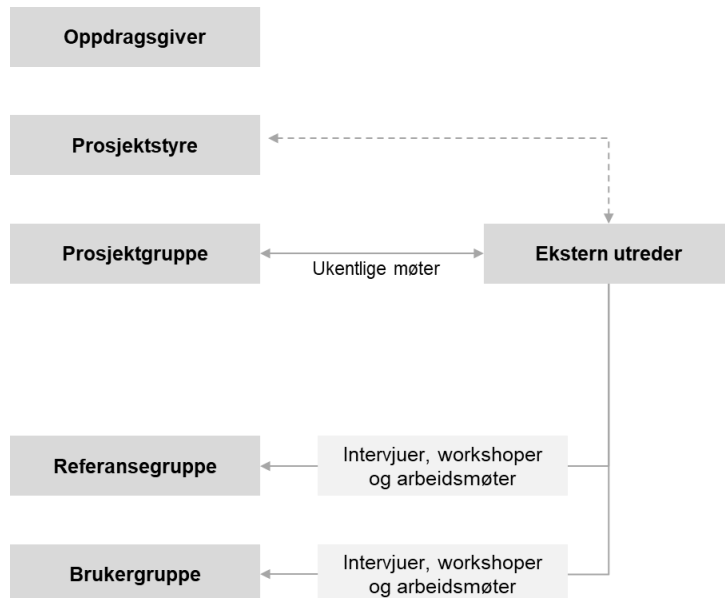 Oppdragsgiver
Prosjektstyre
Prosjektgruppe
Ukentlige møter
Ekstern utreder
Referansegruppe
Intervjuer, workshoper
og arbeidsmøter
Brukergruppe
Intervjuer, workshoper
og arbeidsmøter